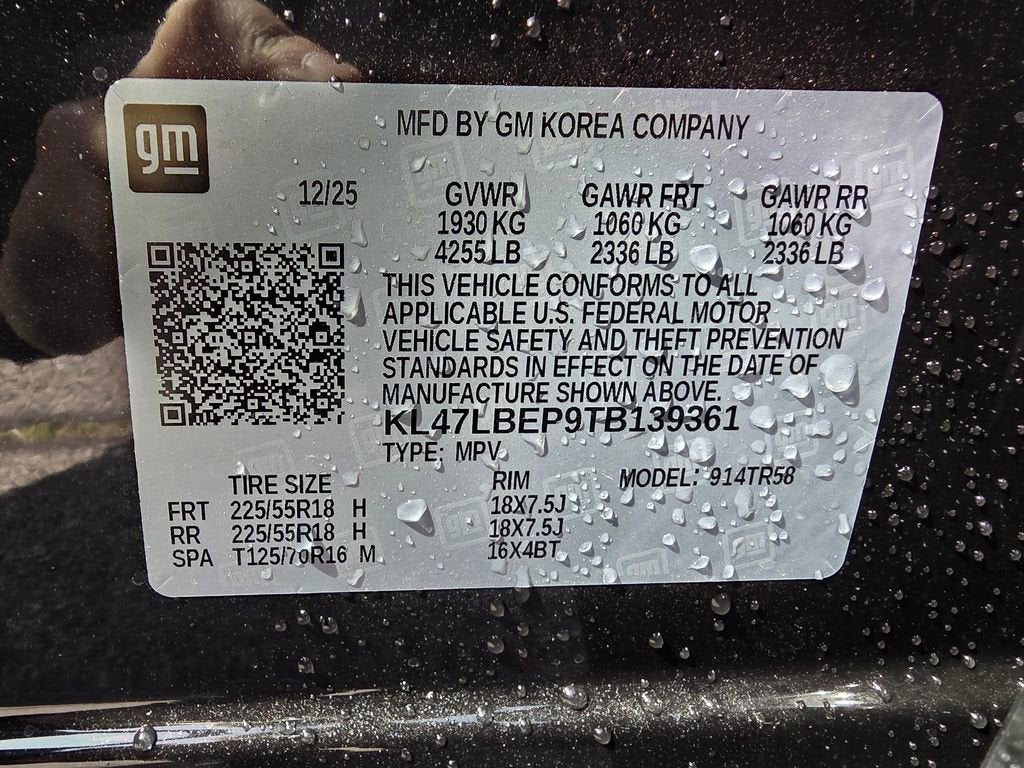 gm
MFD BY GM KOREA COMPANY
12/25 GVWR GAWR FRT GAWR RR
1930 KG 1060 KG 1060 KG
4255 LB 2336 LB 2336 LB
THIS VEHICLE CONFORMS TO ALL
APPLICABLE U.S. FEDERAL MOTOR
VEHICLE SAFETY AND THEFT PREVENTION
STANDARDS IN EFFECT ON THE DATE OF
MANUFACTURE SHOWN ABOVE.
KL47LBEP9TB139361
TYPE: MPV
TIRE SIZE RIM MODEL: 914TR58
FRT 225/55R18 H 18X7.5J
RR 225/55R18 H 18X7.5J
SPA T125/70R16 M 16X4BT